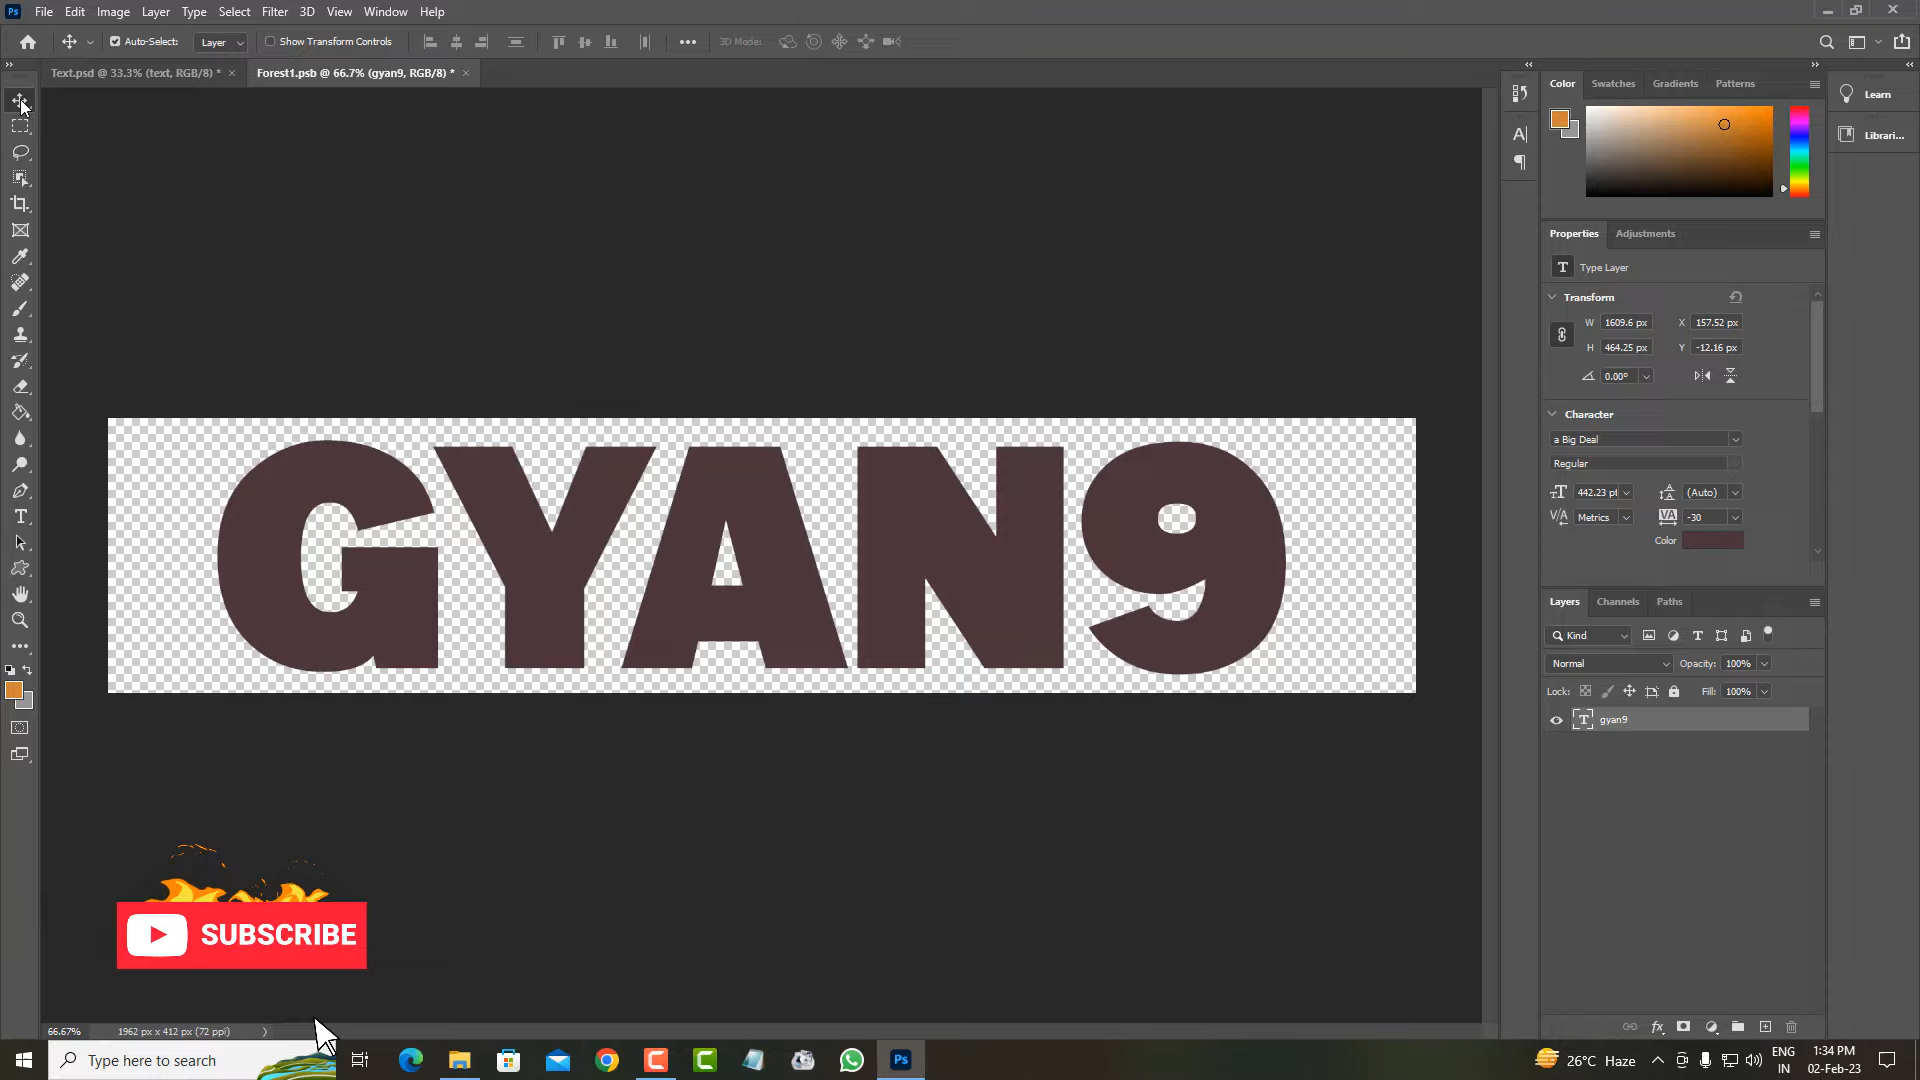 Ps File Edit Image Layer Type Select Filter 3D View Window Help
Auto-Select: Layer Show Transform Controls 3D Mode:
Text.psd @ 33.3% (text, RGB/8) * × Forest1.psb @ 66.7% (gyan9, RGB/8) * ×
Color Swatches Gradients Patterns
Learn
Librari...
Properties Adjustments
T Type Layer
Transform
W 1609.6 px X 157.52 px
H 464.25 px Y -12.16 px
0.00°
Character
a Big Deal
Regular
442.23 pt (Auto)
Metrics -30
Color
GYAN9
Layers Channels Paths
Kind
Normal Opacity: 100%
Lock: Fill: 100%
T gyan9
SUBSCRIBE
66.67% 1962 px x 412 px (72 ppi)
Type here to search
Ps
26°C Haze
ENG
IN
1:34 PM
02-Feb-23